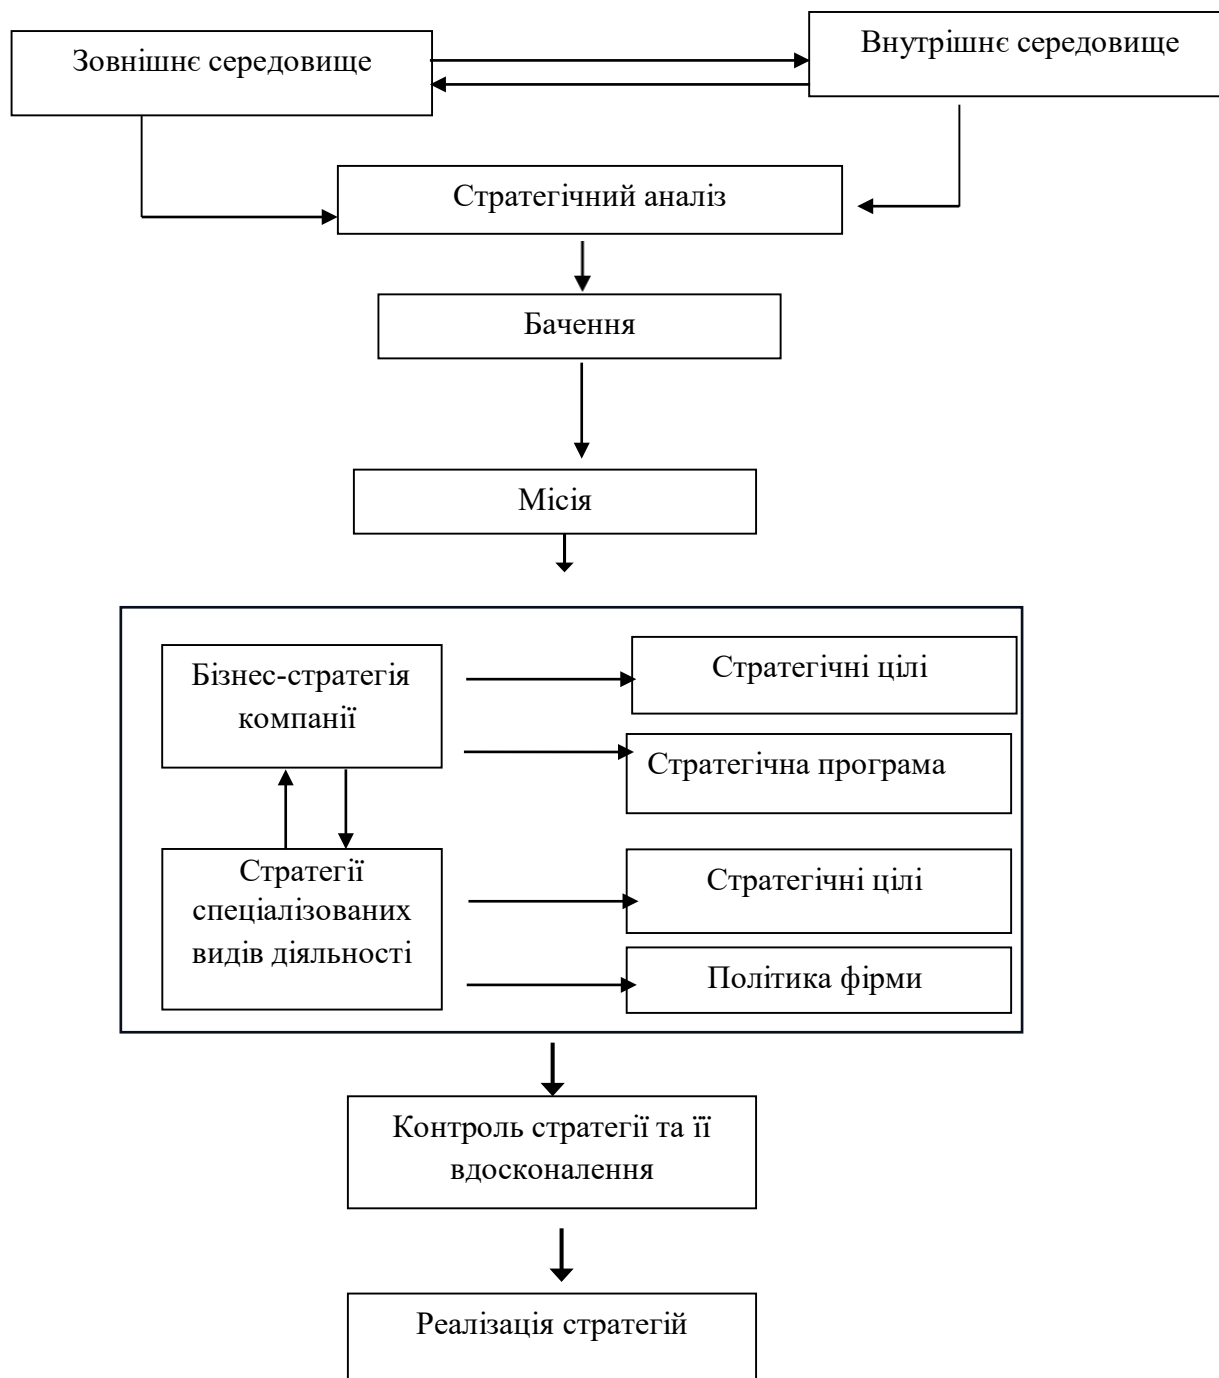 Зовнішнє середовище
Внутрішнє середовище
Стратегічний аналіз
Бачення
Місія
Бізнес-стратегія
компанії
Стратегічні цілі
Стратегічна програма
Стратегії
спеціалізованих
видів діяльності
Стратегічні цілі
Політика фірми
Контроль стратегії та її
вдосконалення
Реалізація стратегій